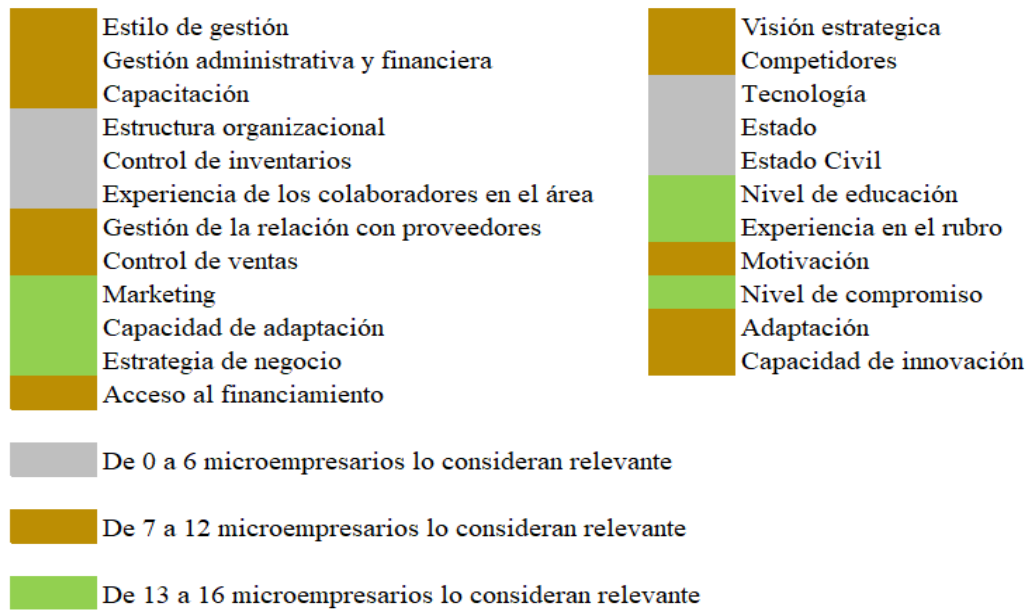 Estilo de gestión
Gestión administrativa y financiera
Capacitación
Estructura organizacional
Control de inventarios
Experiencia de los colaboradores en el área
Gestión de la relación con proveedores
Control de ventas
Marketing
Capacidad de adaptación
Estrategia de negocio
Acceso al financiamiento
Visión estrategica
Competidores
Tecnología
Estado
Estado Civil
Nivel de educación
Experiencia en el rubro
Motivación
Nivel de compromiso
Adaptación
Capacidad de innovación
De 0 a 6 microempresarios lo consideran relevante
De 7 a 12 microempresarios lo consideran relevante
De 13 a 16 microempresarios lo consideran relevante